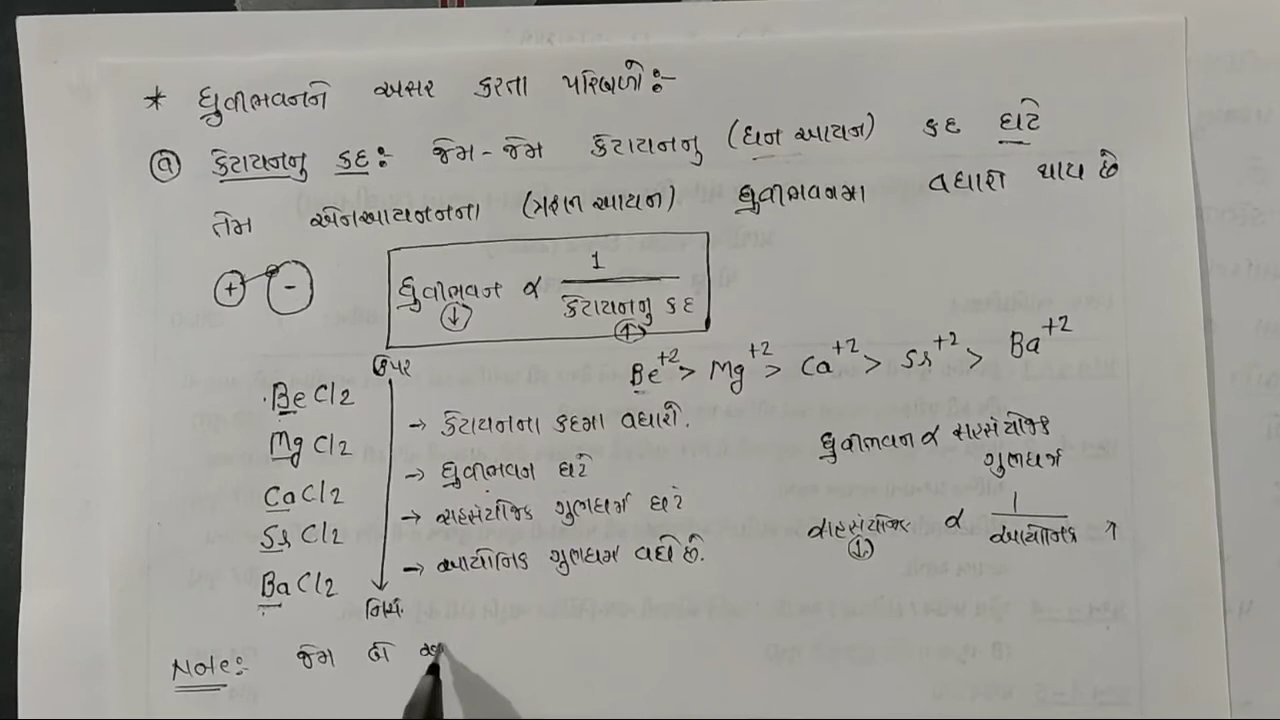 * ધ્રુવીભવનને અસર કરતા પરિબળો:-
(a) કેટાયનનુ કદ: જેમ-જેમ કેટાયનનુ (ધન આયન) કદ ઘટે
તેમ એનઆયનનના (ઋણ આયન) ધ્રુવીભવનમા વધારો થાય છે
+ -
ધ્રુવીભવન ∝ 1 / કેટાયનનુ કદ
↓ ↑
Be+2 > Mg+2 > Ca+2 > Sr+2 > Ba+2
ઉપર
BeCl2
MgCl2
CaCl2
SrCl2
BaCl2
નીચે
→ કેટાયનના કદમા વધારો.
→ ધ્રુવીભવન ઘટે
→ સહસંયોજક ગુણધર્મ ઘટે
→ આયોનિક ગુણધર્મ વધે છે.
ધ્રુવીભવન ∝ સહસંયોજક
ગુણધર્મ
સહસંયોજક ∝ 1 / આયોનિક ↑
↓
Note:- જેમ